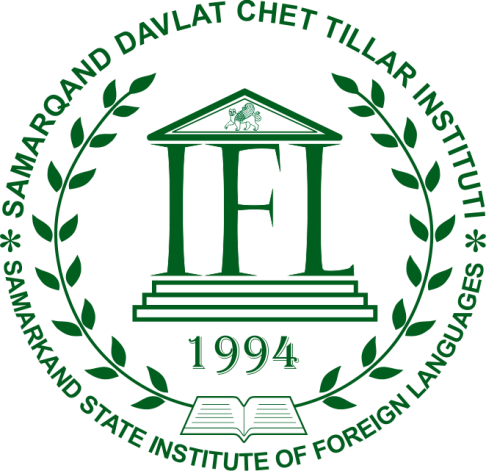 SAMARQAND DAVLAT CHET TILLAR INSTITUTI
IFL
1994
* SAMARKAND STATE INSTITUTE OF FOREIGN LANGUAGES *